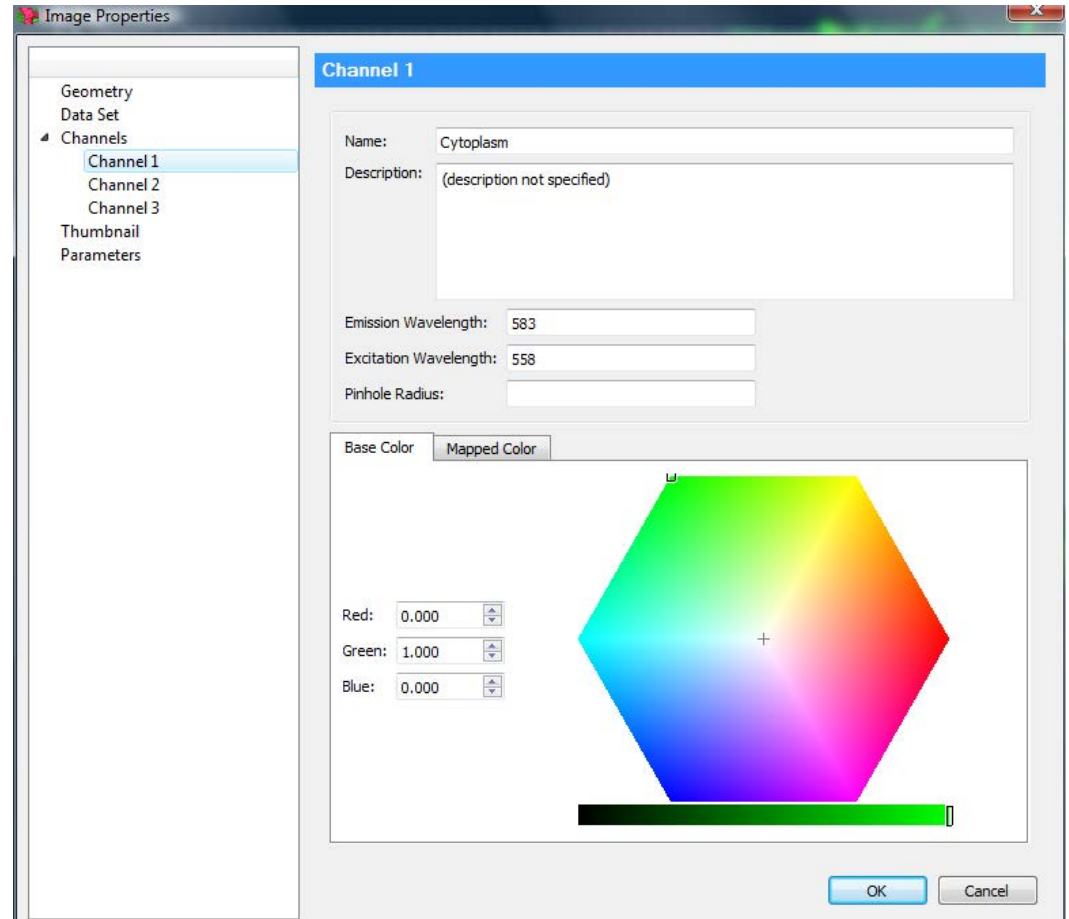 Image Properties
x
Channel 1
Geometry
Data Set
Channels
Channel 1
Channel 2
Channel 3
Thumbnail
Parameters
Name: Cytoplasm
Description: (description not specified)
Emission Wavelength: 583
Excitation Wavelength: 558
Pinhole Radius:
Base Color Mapped Color
Red: 0.000
Green: 1.000
Blue: 0.000
OK Cancel